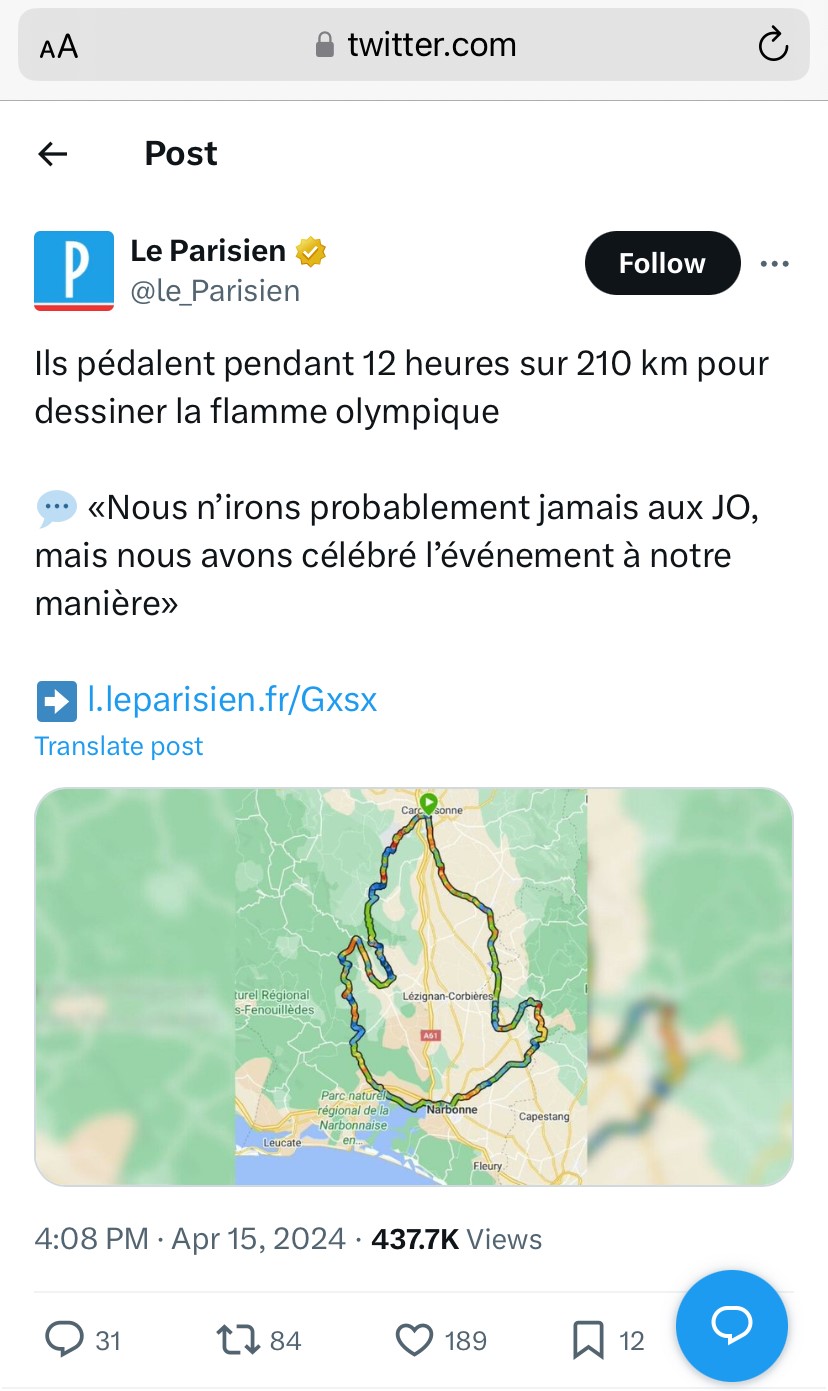 AA twitter.com
Post
Le Parisien
@le_Parisien
Follow
Ils pédalent pendant 12 heures sur 210 km pour
dessiner la flamme olympique
«Nous n’irons probablement jamais aux JO,
mais nous avons célébré l’événement à notre
manière»
l.leparisien.fr/Gxsx
Translate post
Lézignan-Corbières
turel Régional
s-Fenouillèdes
A61
Parc naturel
régional de la
Narbonnaise
en...
Narbonne
Capestang
Leucate
Fleury
4:08 PM · Apr 15, 2024 · 437.7K Views
31 84 189 12